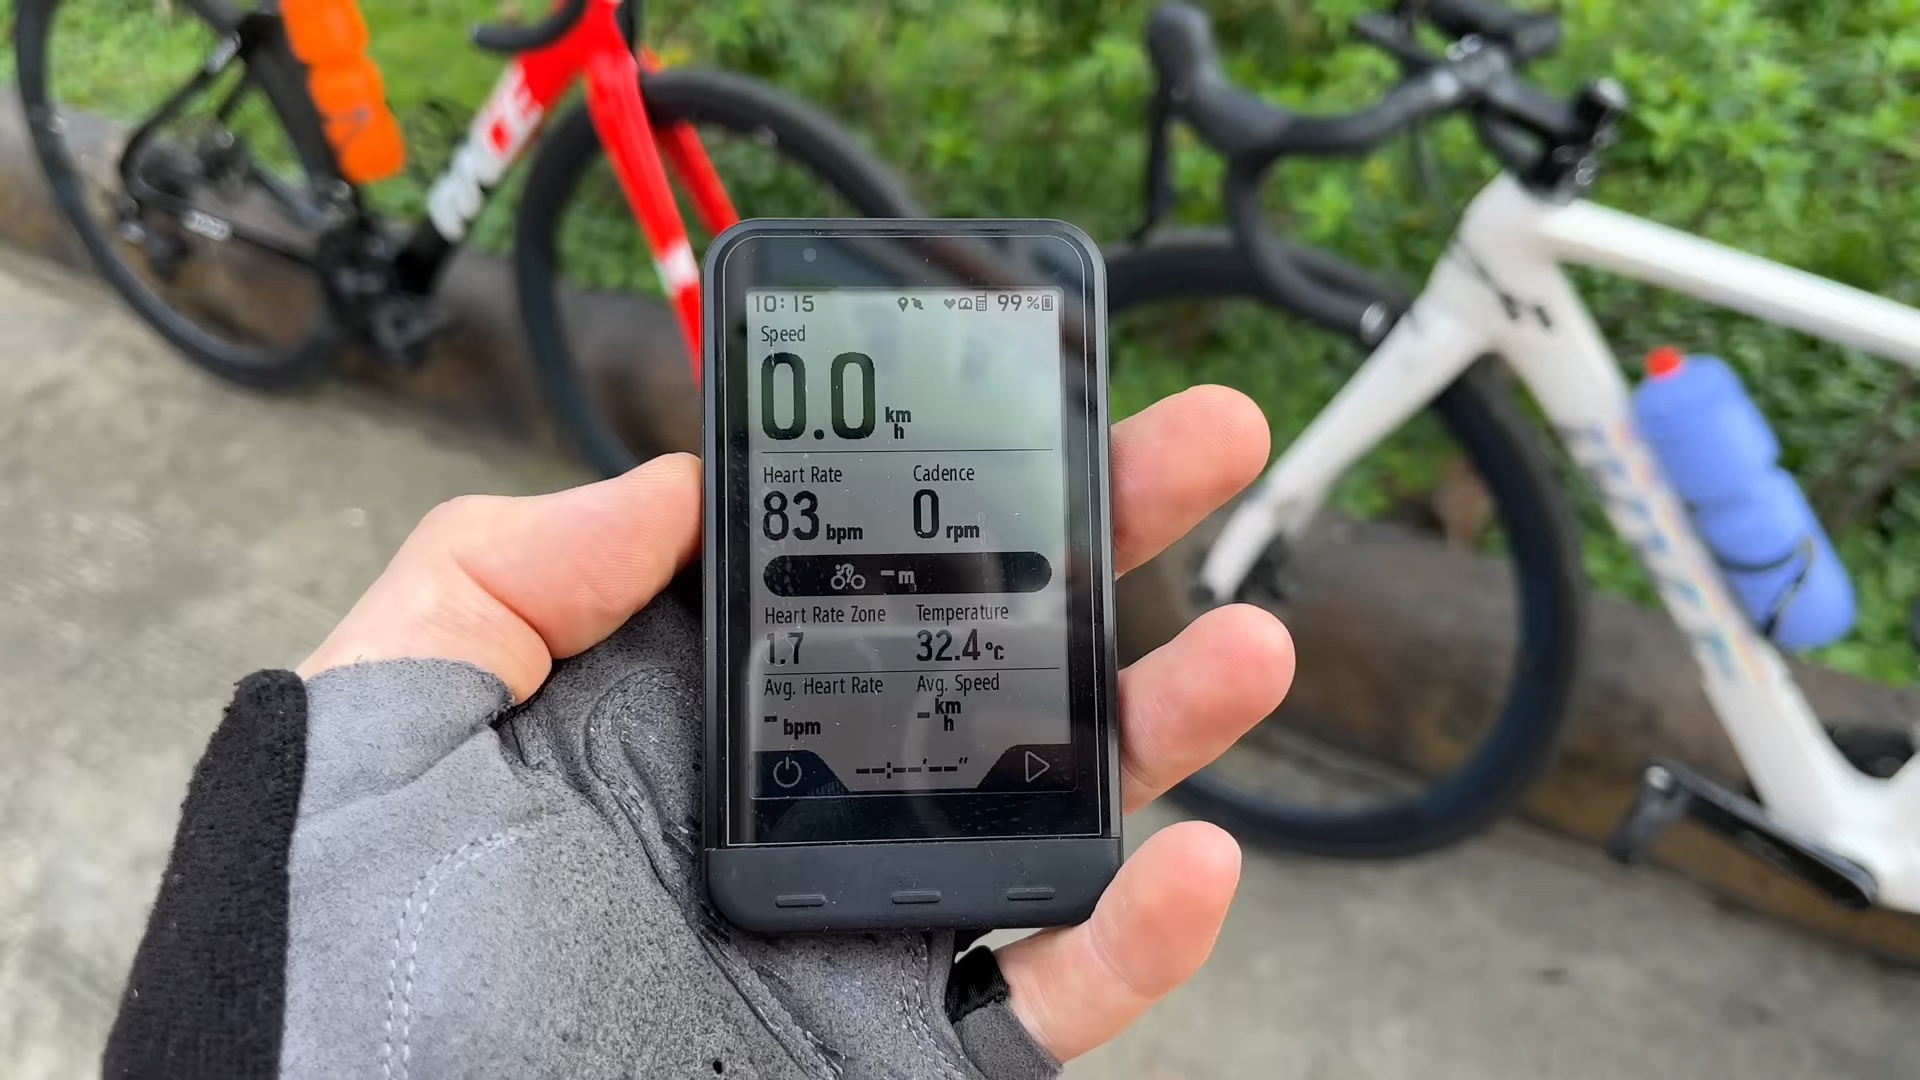 10:15 99%
Speed
0.0 km h
Heart Rate Cadence
83 bpm 0 rpm
-m
Heart Rate Zone Temperature
1.7 32.4 °C
Avg. Heart Rate Avg. Speed
- bpm - km h
--:--'--"